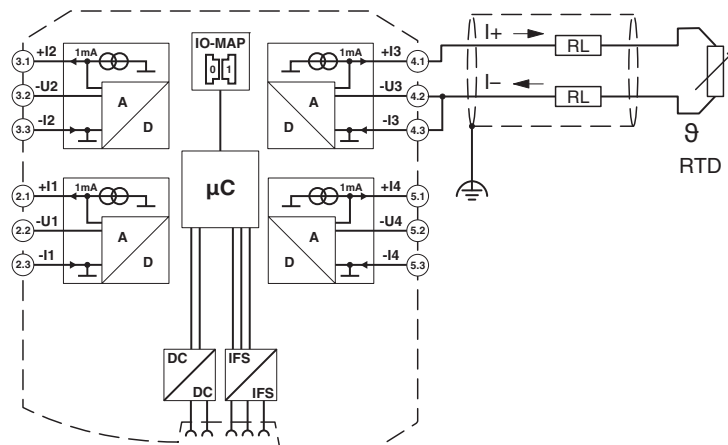 IO-MAP
0 1
3.1 +I2 1mA
3.2 -U2 A
3.3 -I2 D
1mA +I3 4.1
A -U3 4.2
D -I3 4.3
I+ RL
I– RL
ϑ
RTD
µC
2.1 +I1 1mA
2.2 -U1 A
2.3 -I1 D
1mA +I4 5.1
A -U4 5.2
D -I4 5.3
DC
DC
IFS
IFS